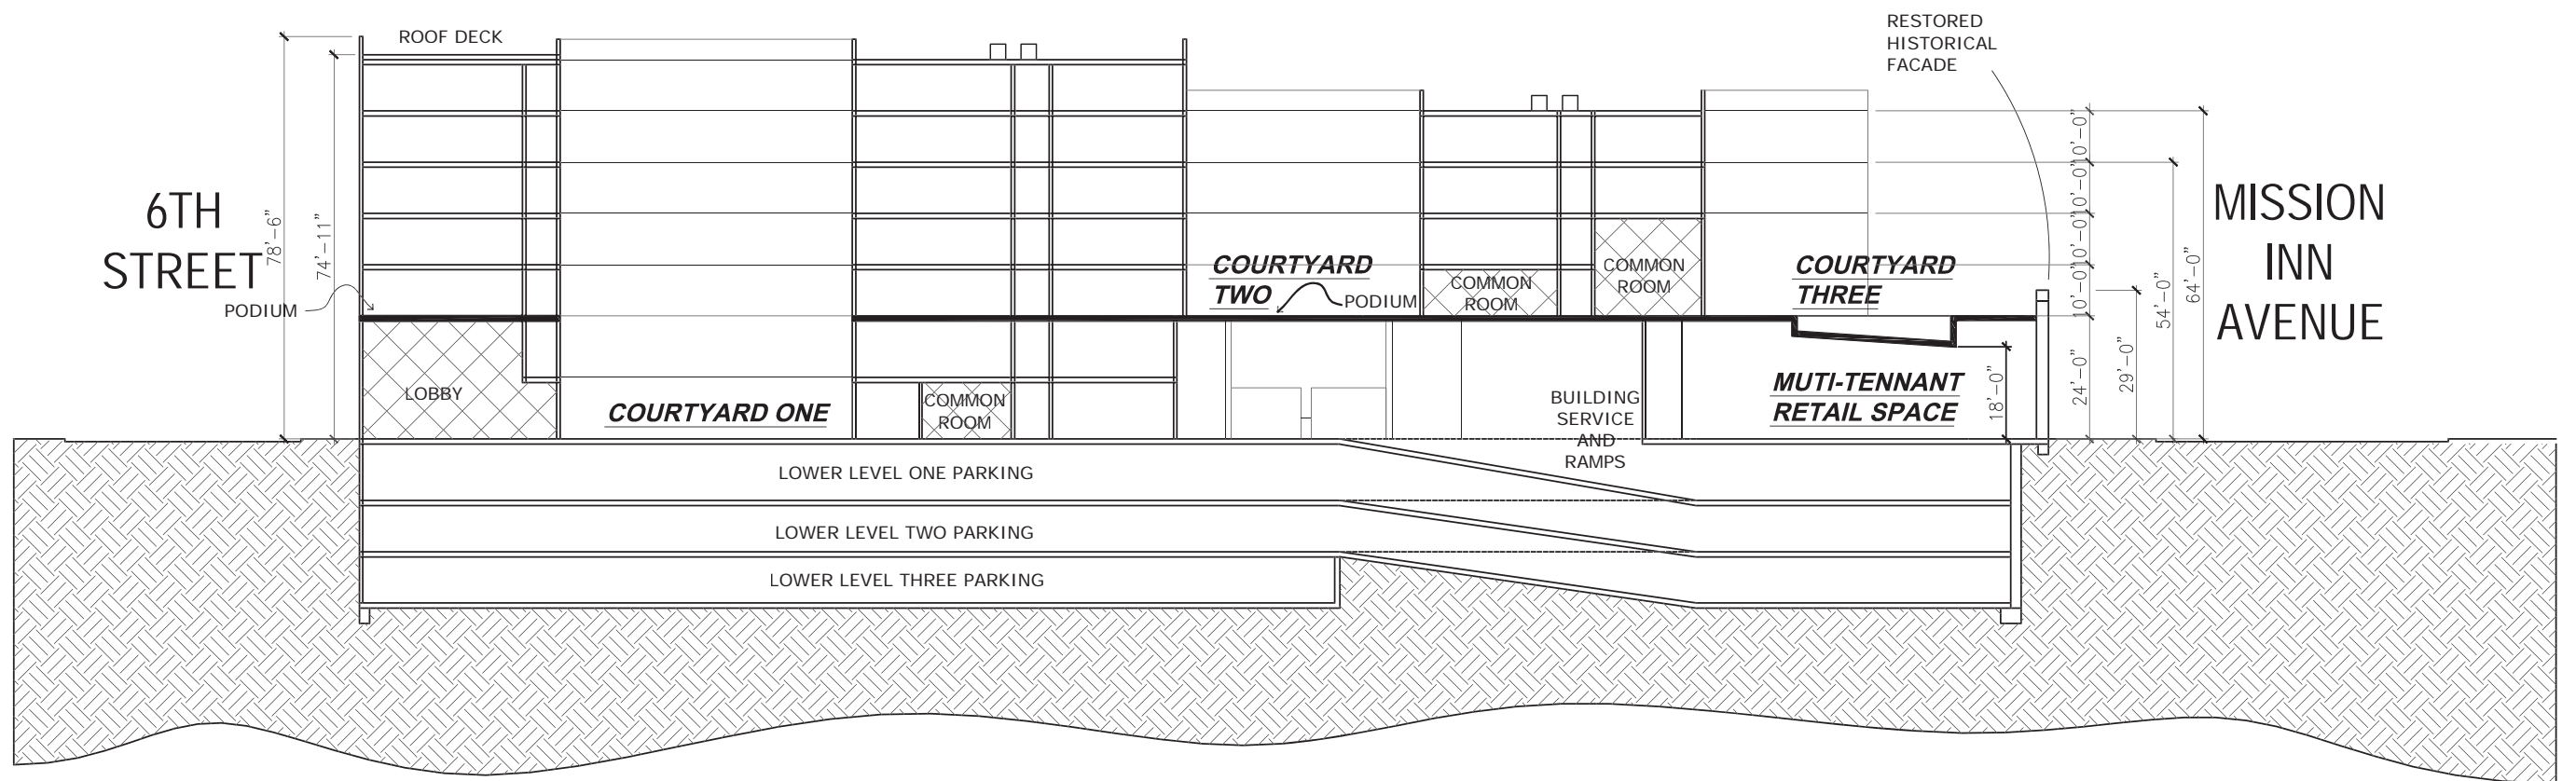 RESTORED
HISTORICAL
FACADE
ROOF DECK
6TH
STREET
78'-6"
74'-11"
PODIUM
COURTYARD
TWO
PODIUM
COMMON
ROOM
COMMON
ROOM
COURTYARD
THREE
10'-0"
10'-0"
10'-0"
10'-0"
24'-0"
18'-0"
29'-0"
54'-0"
64'-0"
MISSION
INN
AVENUE
LOBBY
COURTYARD ONE
COMMON
ROOM
BUILDING
SERVICE
AND
RAMPS
MUTI-TENNANT
RETAIL SPACE
LOWER LEVEL ONE PARKING
LOWER LEVEL TWO PARKING
LOWER LEVEL THREE PARKING